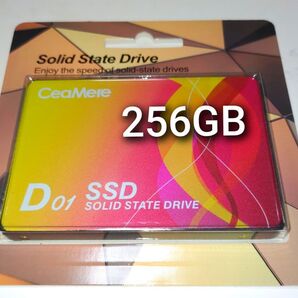 Solid State Drive
Enjoy the speed of solid-state drives
CeaMere
256GB
D01 SSD
SOLID STATE DRIVE